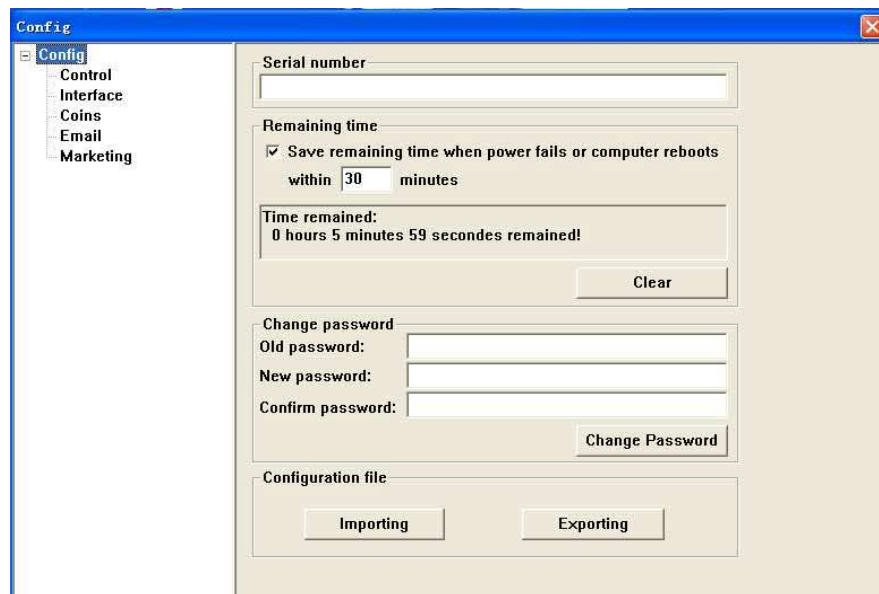 Config
Config
Control
Interface
Coins
Email
Marketing
Serial number
Remaining time
Save remaining time when power fails or computer reboots
within 30 minutes
Time remained:
0 hours 5 minutes 59 secondes remained!
Clear
Change password
Old password:
New password:
Confirm password:
Change Password
Configuration file
Importing Exporting